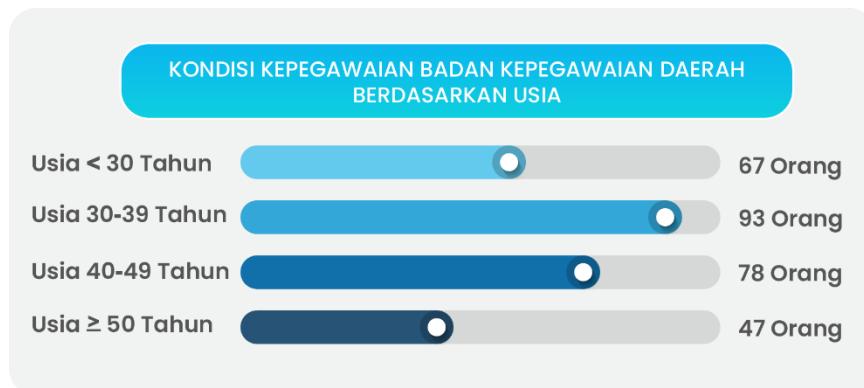 KONDISI KEPEGAWAIAN BADAN KEPEGAWAIAN DAERAH
BERDASARKAN USIA
Usia < 30 Tahun 67 Orang
Usia 30-39 Tahun 93 Orang
Usia 40-49 Tahun 78 Orang
Usia ≥ 50 Tahun 47 Orang